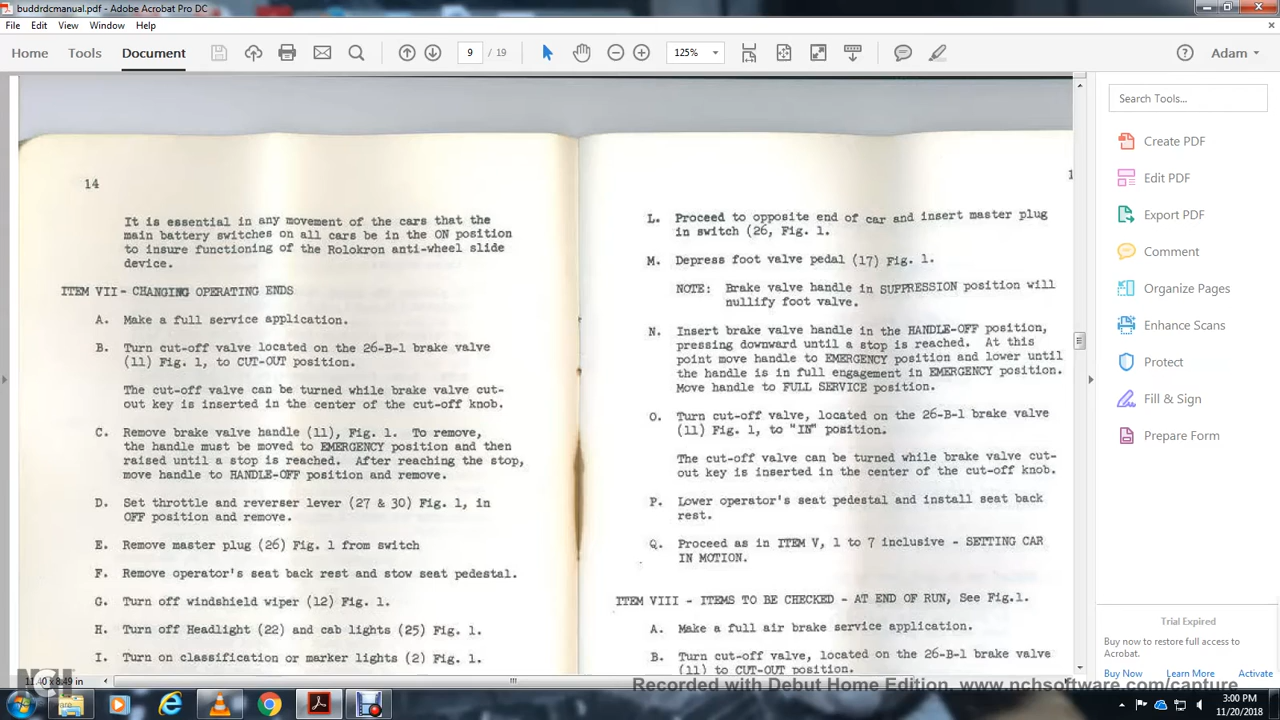 buddrdcmanual.pdf - Adobe Acrobat Pro DC
File Edit View Window Help
Home Tools Document 9 / 19 125% Adam
14
It is essential in any movement of the cars that the
main battery switches on all cars be in the ON position
to insure functioning of the Rolokron anti-wheel slide
device.
ITEM VII - CHANGING OPERATING ENDS
A. Make a full service application.
B. Turn cut-off valve located on the 26-B-1 brake valve
(11) Fig. 1, to CUT-OUT position.
The cut-off valve can be turned while brake valve cut-
out key is inserted in the center of the cut-off knob.
C. Remove brake valve handle (11), Fig. 1. To remove,
the handle must be moved to EMERGENCY position and then
raised until a stop is reached. After reaching the stop,
move handle to HANDLE-OFF position and remove.
D. Set throttle and reverser lever (27 & 30) Fig. 1, in
OFF position and remove.
E. Remove master plug (26) Fig. 1 from switch
F. Remove operator's seat back rest and stow seat pedestal.
G. Turn off windshield wiper (12) Fig. 1.
H. Turn off Headlight (22) and cab lights (25) Fig. 1.
I. Turn on classification or marker lights (2) Fig. 1.
1
L. Proceed to opposite end of car and insert master plug
in switch (26, Fig. 1.
M. Depress foot valve pedal (17) Fig. 1.
NOTE: Brake valve handle in SUPPRESSION position will
nullify foot valve.
N. Insert brake valve handle in the HANDLE-OFF position,
pressing downward until a stop is reached. At this
point move handle to EMERGENCY position and lower until
the handle is in full engagement in EMERGENCY position.
Move handle to FULL SERVICE position.
O. Turn cut-off valve, located on the 26-B-1 brake valve
(11) Fig. 1, to "IN" position.
The cut-off valve can be turned while brake valve cut-
out key is inserted in the center of the cut-off knob.
P. Lower operator's seat pedestal and install seat back
rest.
Q. Proceed as in ITEM V, 1 to 7 inclusive - SETTING CAR
IN MOTION.
ITEM VIII - ITEMS TO BE CHECKED - AT END OF RUN, See Fig.1.
A. Make a full air brake service application.
B. Turn cut-off valve, located on the 26-B-1 brake valve
(11) to CUT-OUT position.
Search Tools...
Create PDF
Edit PDF
Export PDF
Comment
Organize Pages
Enhance Scans
Protect
Fill & Sign
Prepare Form
Trial Expired
Buy now to restore full access to
Acrobat.
Buy Now Learn More Activate
11.40 x 8.49 in
NCH
Recorded with Debut Home Edition. www.nchsoftware.com/capture
3:00 PM
11/20/2018